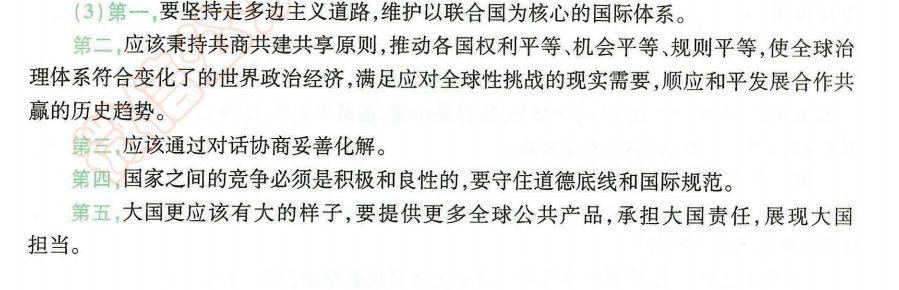 (3)第一,要坚持走多边主义道路,维护以联合国为核心的国际体系。
第二,应该秉持共商共建共享原则,推动各国权利平等、机会平等、规则平等,使全球治
理体系符合变化了的世界政治经济,满足应对全球性挑战的现实需要,顺应和平发展合作共
赢的历史趋势。
第三,应该通过对话协商妥善化解。
第四,国家之间的竞争必须是积极和良性的,要守住道德底线和国际规范。
第五,大国更应该有大的样子,要提供更多全球公共产品,承担大国责任,展现大国
担当。